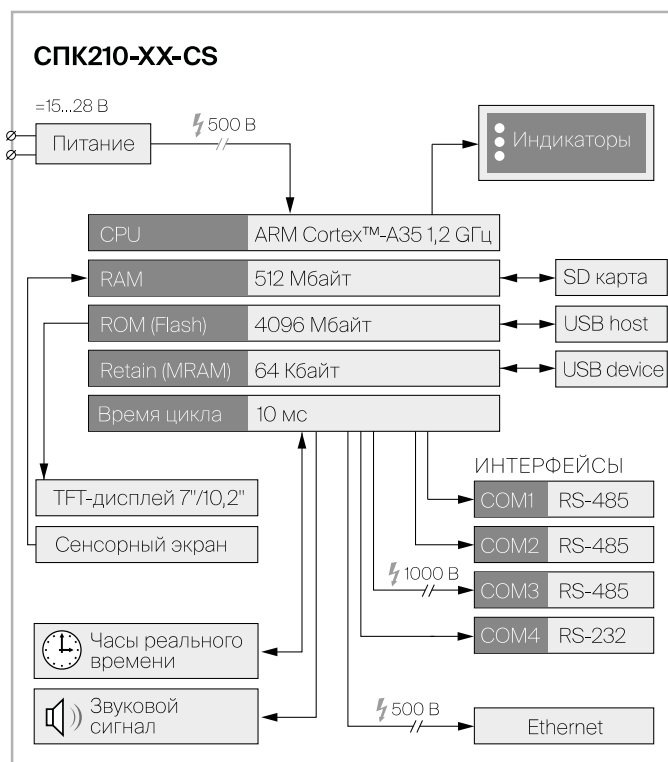 СПК210-XX-CS
=15...28 В
Питание
500 В
Индикаторы
CPU ARM Cortex™-A35 1,2 ГГц
RAM 512 Мбайт
SD карта
ROM (Flash) 4096 Мбайт
USB host
Retain (MRAM) 64 Кбайт
USB device
Время цикла 10 мс
ИНТЕРФЕЙСЫ
TFT-дисплей 7"/10,2"
COM1 RS-485
Сенсорный экран
COM2 RS-485
1000 В
COM3 RS-485
COM4 RS-232
Часы реального
времени
Звуковой
сигнал
500 В
Ethernet